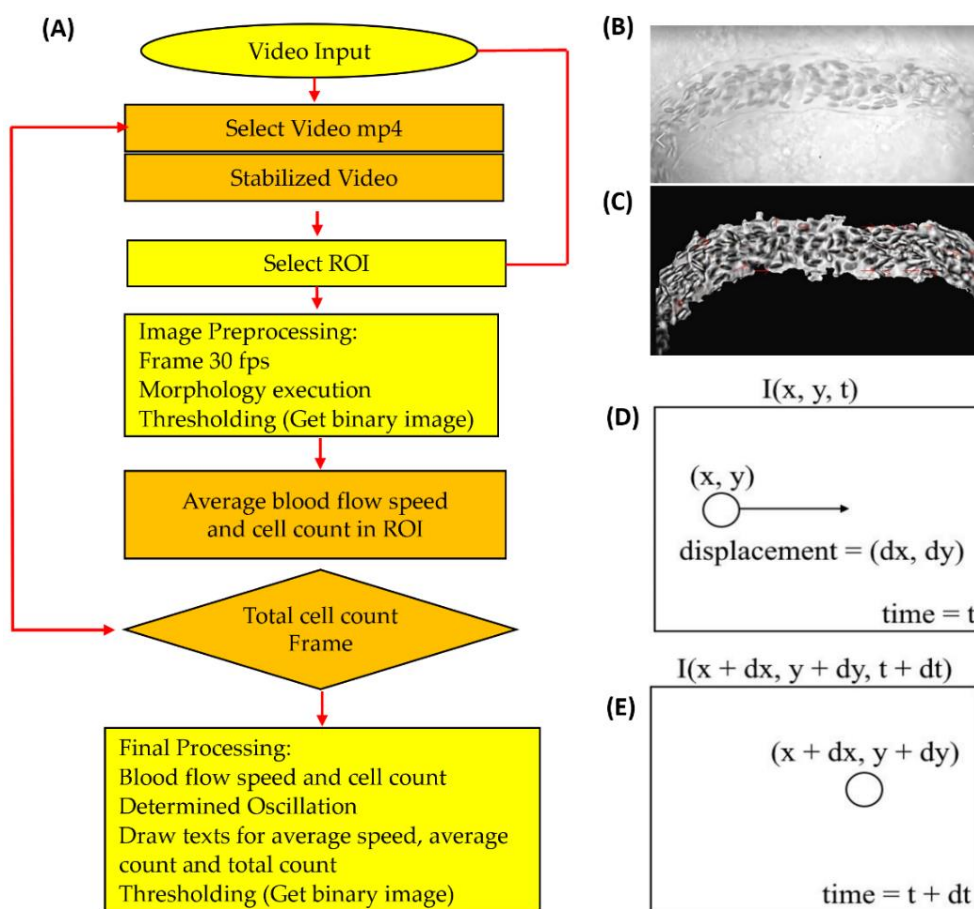 (A)
Video Input
Select Video mp4
Stabilized Video
Select ROI
Image Preprocessing:
Frame 30 fps
Morphology execution
Thresholding (Get binary image)
Average blood flow speed
and cell count in ROI
Total cell count
Frame
Final Processing:
Blood flow speed and cell count
Determined Oscillation
Draw texts for average speed, average
count and total count
Thresholding (Get binary image)
(B)
(C)
I(x, y, t)
(D)
(x, y)
displacement = (dx, dy)
time = t
I(x + dx, y + dy, t + dt)
(E)
(x + dx, y + dy)
time = t + dt